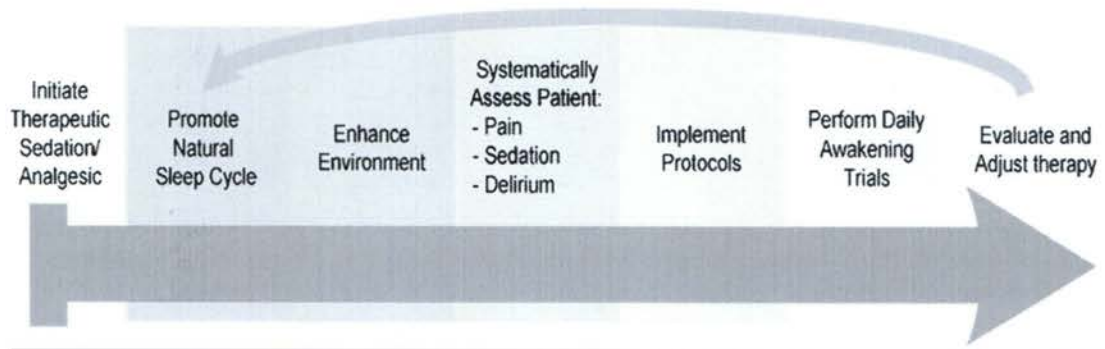 Initiate
Therapeutic
Sedation/
Analgesic
Promote
Natural
Sleep Cycle
Enhance
Environment
Systematically
Assess Patient:
- Pain
- Sedation
- Delirium
Implement
Protocols
Perform Daily
Awakening
Trials
Evaluate and
Adjust therapy